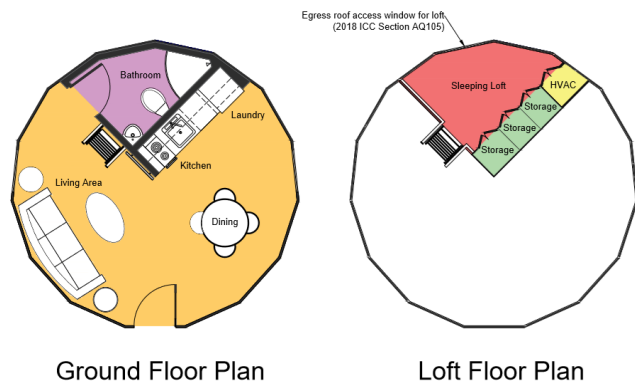 Egress roof access window for loft
(2018 ICC Section AQ105)
Bathroom
Laundry
Kitchen
Living Area
Dining
Sleeping Loft
HVAC
Storage
Storage
Storage
Ground Floor Plan
Loft Floor Plan